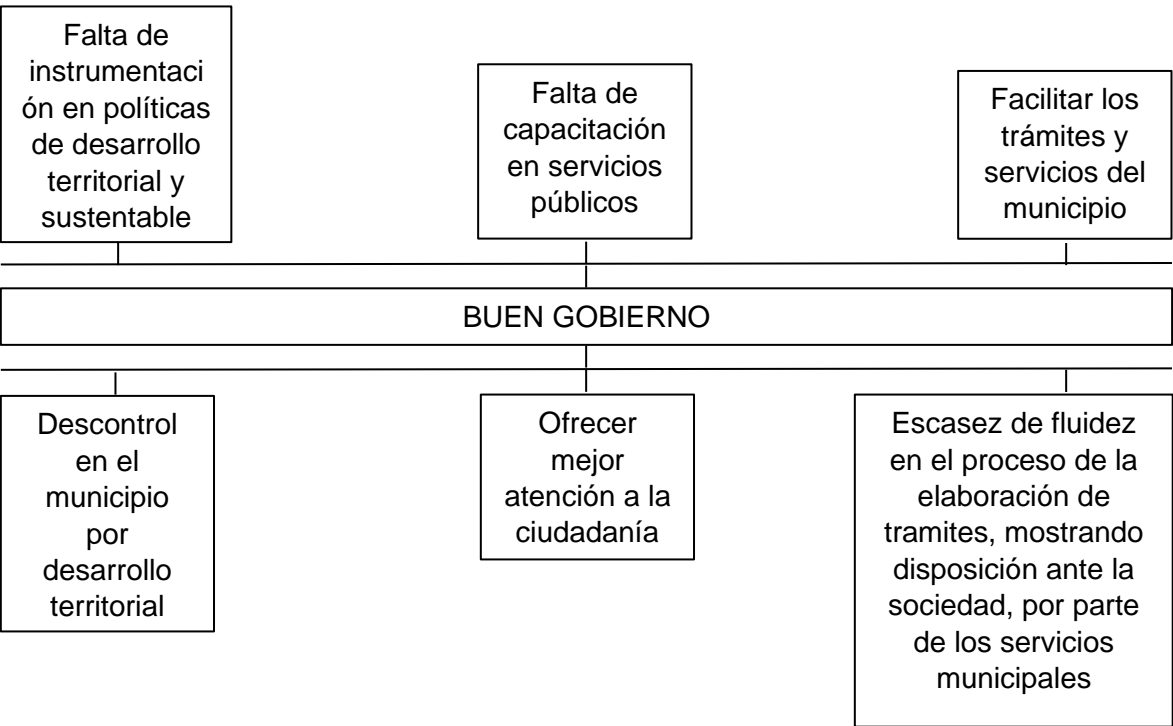 Falta de
instrumentaci
ón en políticas
de desarrollo
territorial y
sustentable
Falta de
capacitación
en servicios
públicos
Facilitar los
trámites y
servicios del
municipio
BUEN GOBIERNO
Descontrol
en el
municipio
por
desarrollo
territorial
Ofrecer
mejor
atención a la
ciudadanía
Escasez de fluidez
en el proceso de la
elaboración de
tramites, mostrando
disposición ante la
sociedad, por parte
de los servicios
municipales